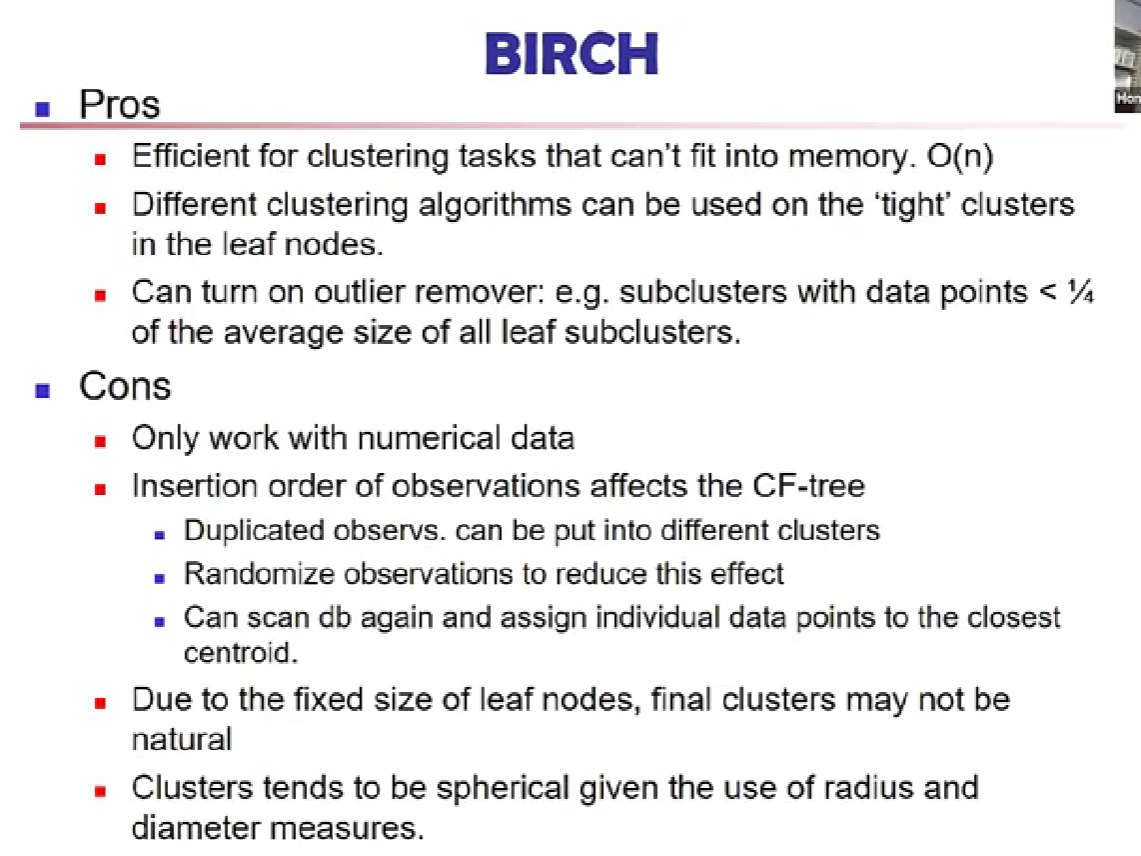 BIRCH
Pros
Efficient for clustering tasks that can't fit into memory. O(n)
Different clustering algorithms can be used on the ‘tight’ clusters
in the leaf nodes.
Can turn on outlier remover: e.g. subclusters with data points < ¼
of the average size of all leaf subclusters.
Cons
Only work with numerical data
Insertion order of observations affects the CF-tree
Duplicated observs. can be put into different clusters
Randomize observations to reduce this effect
Can scan db again and assign individual data points to the closest
centroid.
Due to the fixed size of leaf nodes, final clusters may not be
natural
Clusters tends to be spherical given the use of radius and
diameter measures.